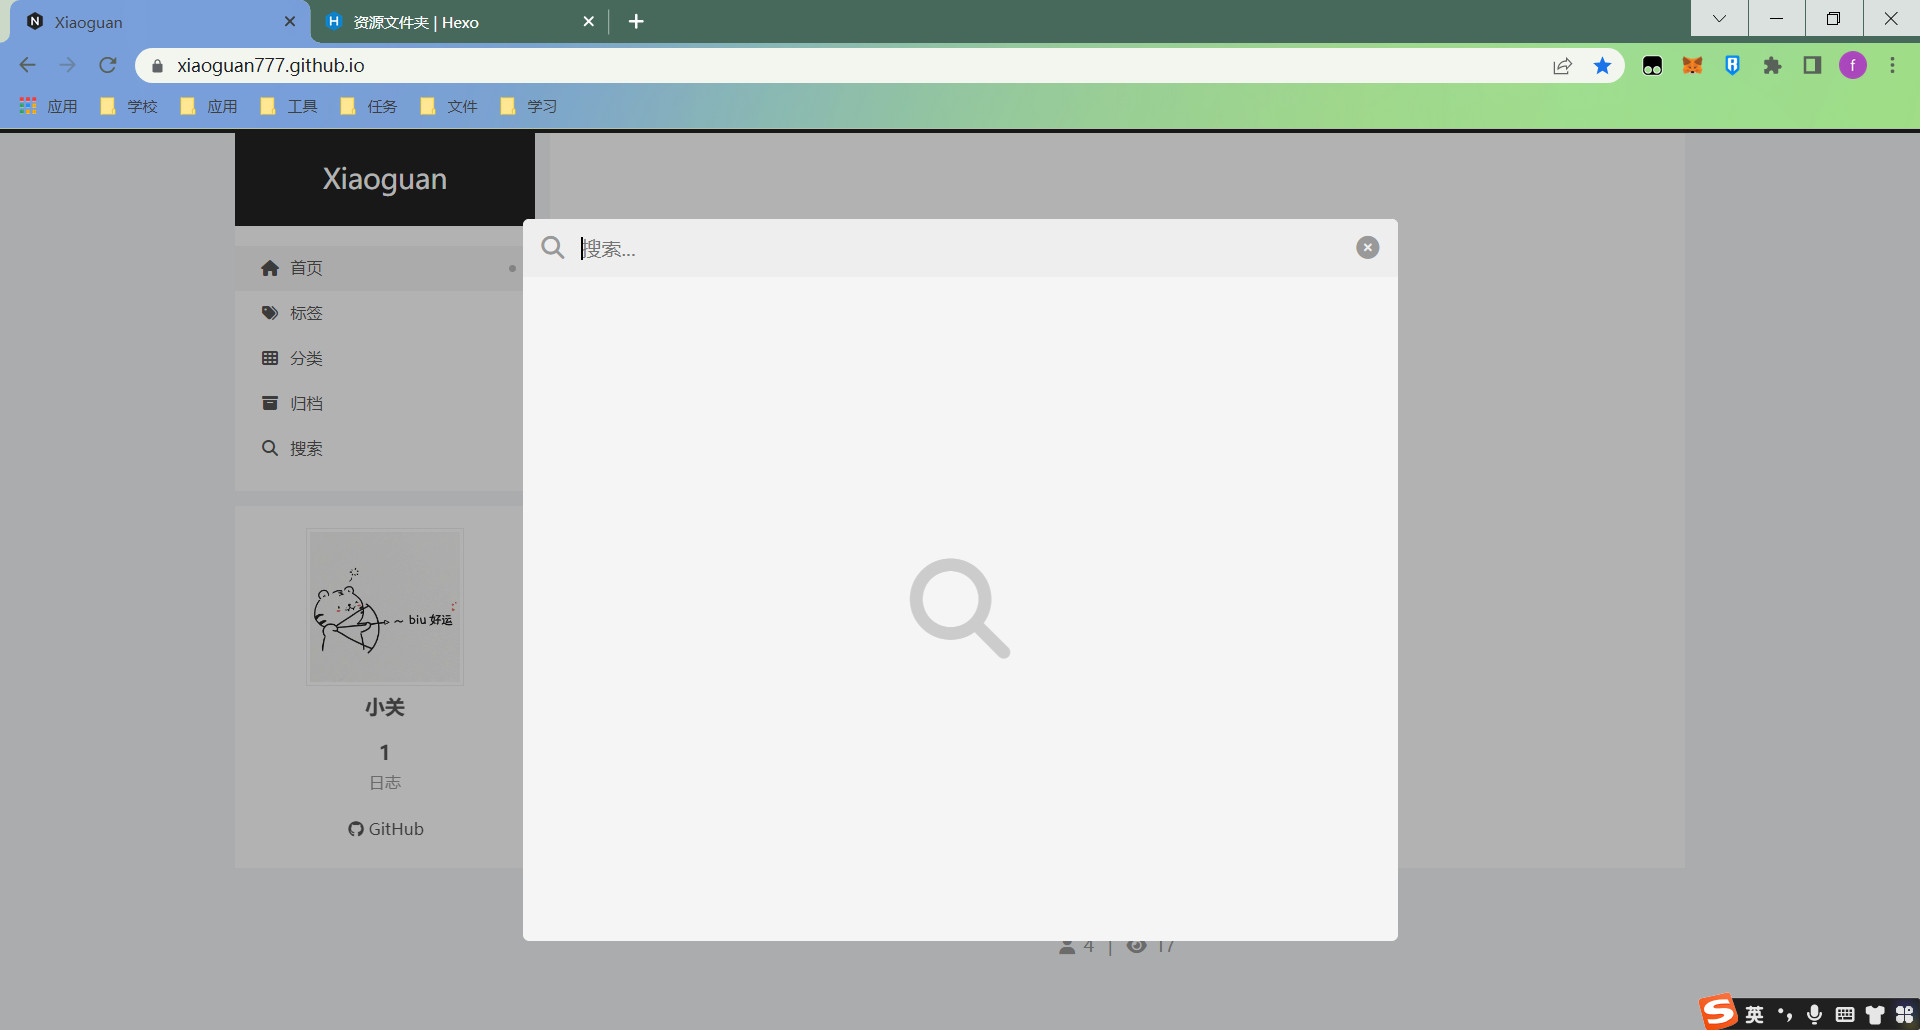 Xiaoguan
资源文件夹 | Hexo
xiaoguan777.github.io
f
应用 学校 应用 工具 任务 文件 学习
Xiaoguan
搜索...
首页
标签
分类
归档
搜索
~ biu 好运
小关
1
日志
GitHub
4 | 17
英